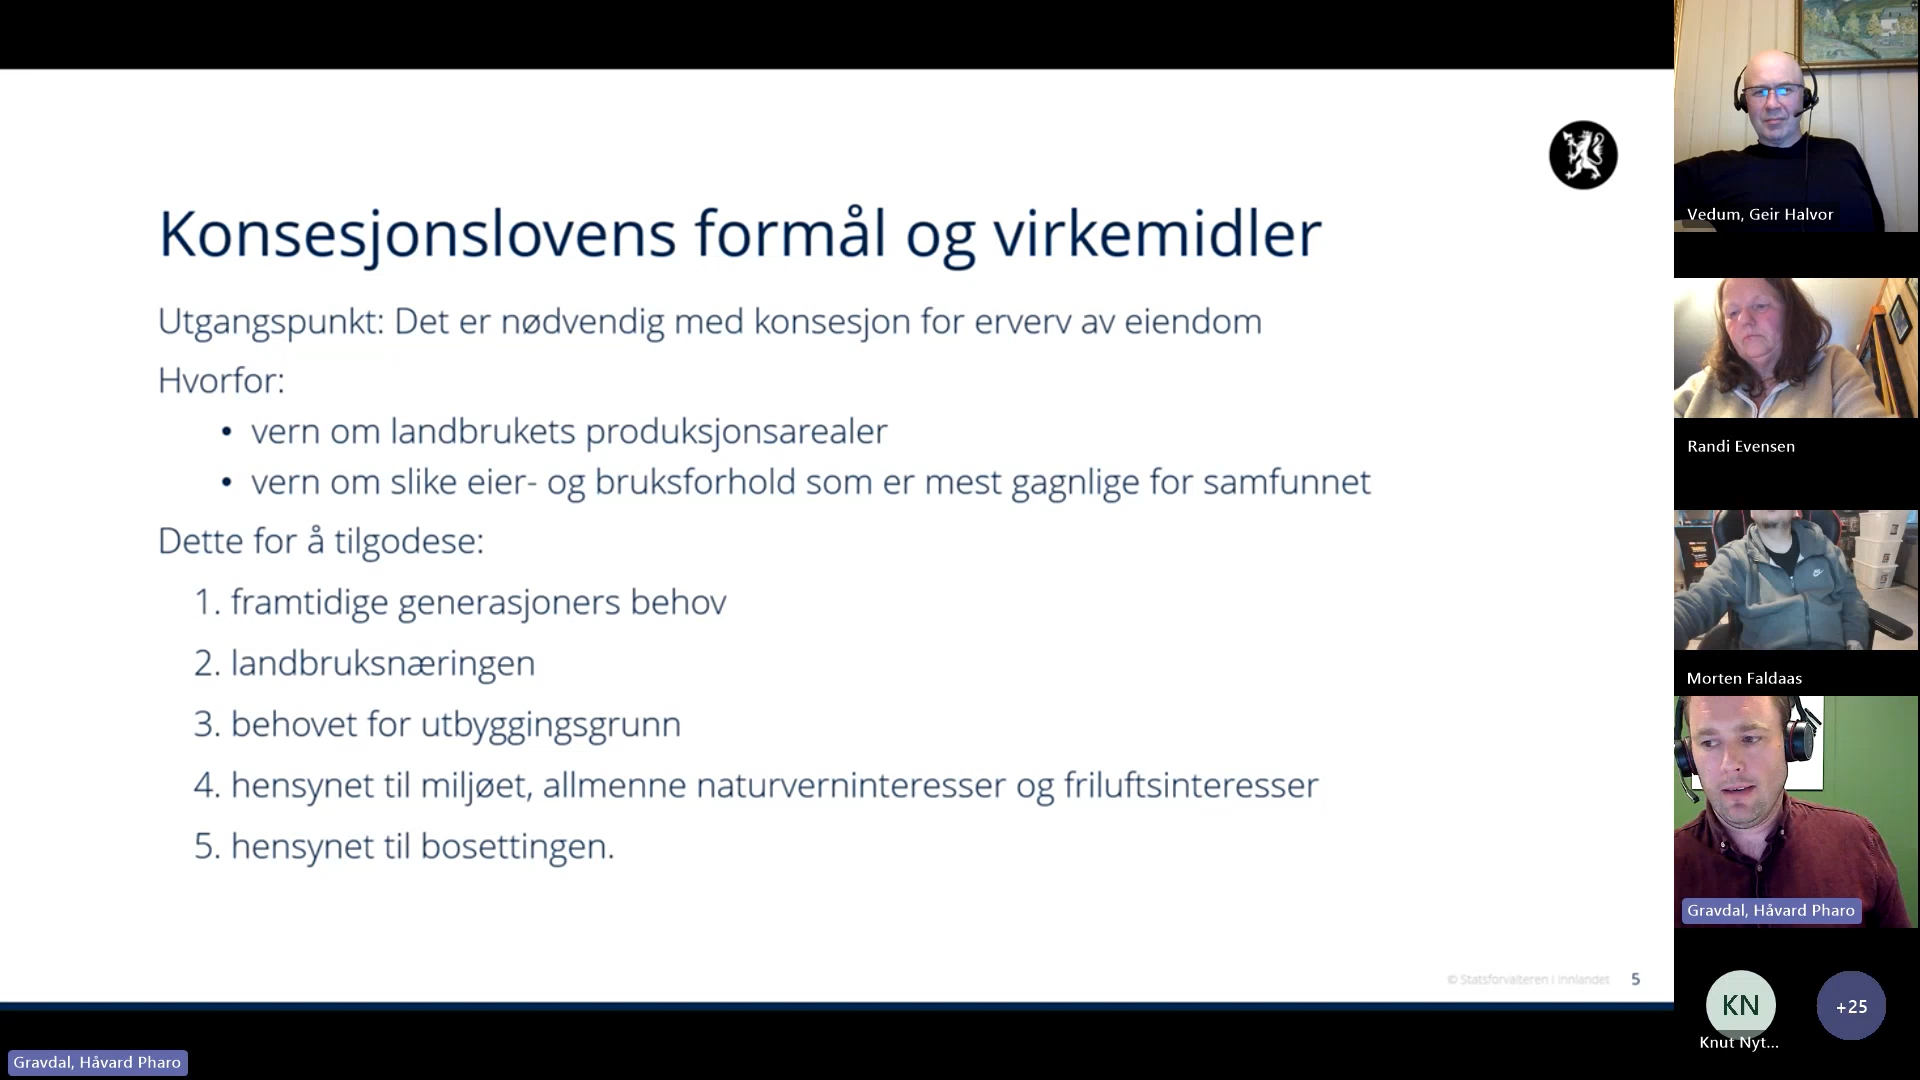 Konsesjonslovens formål og virkemidler
Utgangspunkt: Det er nødvendig med konsesjon for erverv av eiendom
Hvorfor:
• vern om landbrukets produksjonsarealer
• vern om slike eier- og bruksforhold som er mest gagnlige for samfunnet
Dette for å tilgodese:
1. framtidige generasjoners behov
2. landbruksnæringen
3. behovet for utbyggingsgrunn
4. hensynet til miljøet, allmenne naturverninteresser og friluftsinteresser
5. hensynet til bosettingen.
© Statsforvalteren i Innlandet 5
Gravdal, Håvard Pharo
Vedum, Geir Halvor
Randi Evensen
Morten Faldaas
Gravdal, Håvard Pharo
KN
+25
Knut Nyt...